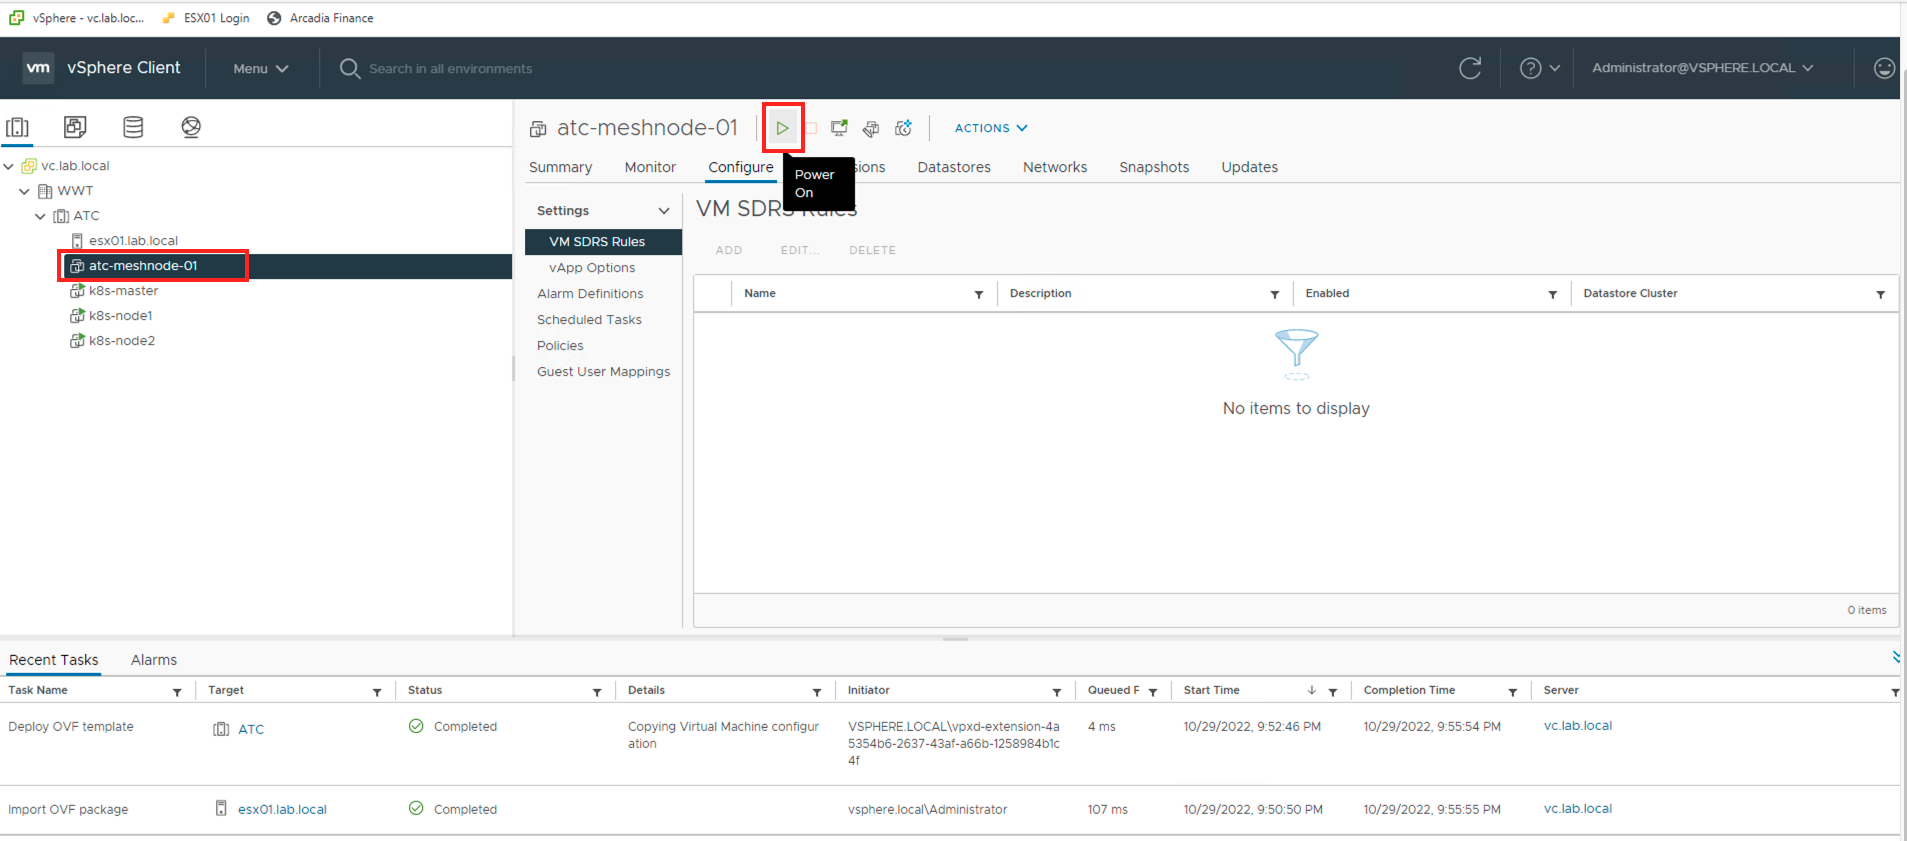 vSphere - vc.lab.loc... ESX01 Login Arcadia Finance
vm vSphere Client Menu Search in all environments Administrator@VSPHERE.LOCAL
atc-meshnode-01 ACTIONS
Summary Monitor Configure sions Datastores Networks Snapshots Updates
Power
On
vc.lab.local
WWT
ATC
esx01.lab.local
atc-meshnode-01
k8s-master
k8s-node1
k8s-node2
Settings
VM SDRS Rules
vApp Options
Alarm Definitions
Scheduled Tasks
Policies
Guest User Mappings
VM SDRS Rules
ADD EDIT... DELETE
Name Description Enabled Datastore Cluster
No items to display
0 items
Recent Tasks Alarms
Task Name Target Status Details Initiator Queued F Start Time Completion Time Server
Deploy OVF template ATC Completed Copying Virtual Machine configur VSPHERE.LOCAL\vpxd-extension-4a 4 ms 10/29/2022, 9:52:46 PM 10/29/2022, 9:55:54 PM vc.lab.local
ation 5354b6-2637-43af-a66b-1258984b1c
4f
Import OVF package esx01.lab.local Completed vsphere.local\Administrator 107 ms 10/29/2022, 9:50:50 PM 10/29/2022, 9:55:55 PM vc.lab.local